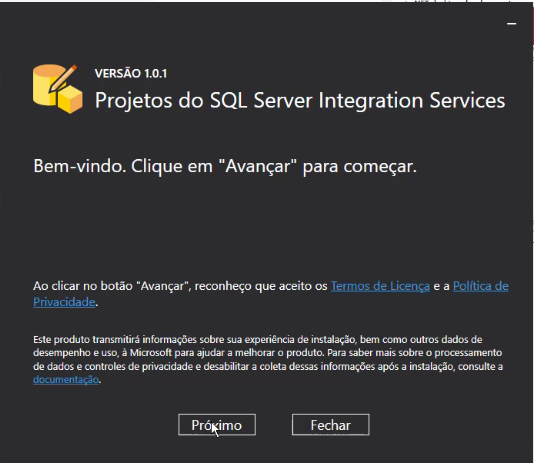 VERSÃO 1.0.1
Projetos do SQL Server Integration Services
Bem-vindo. Clique em "Avançar" para começar.
Ao clicar no botão "Avançar", reconheço que aceito os Termos de Licença e a Política de
Privacidade.
Este produto transmitirá informações sobre sua experiência de instalação, bem como outros dados de
desempenho e uso, à Microsoft para ajudar a melhorar o produto. Para saber mais sobre o processamento
de dados e controles de privacidade e desabilitar a coleta dessas informações após a instalação, consulte a
documentação.
Próximo
Fechar